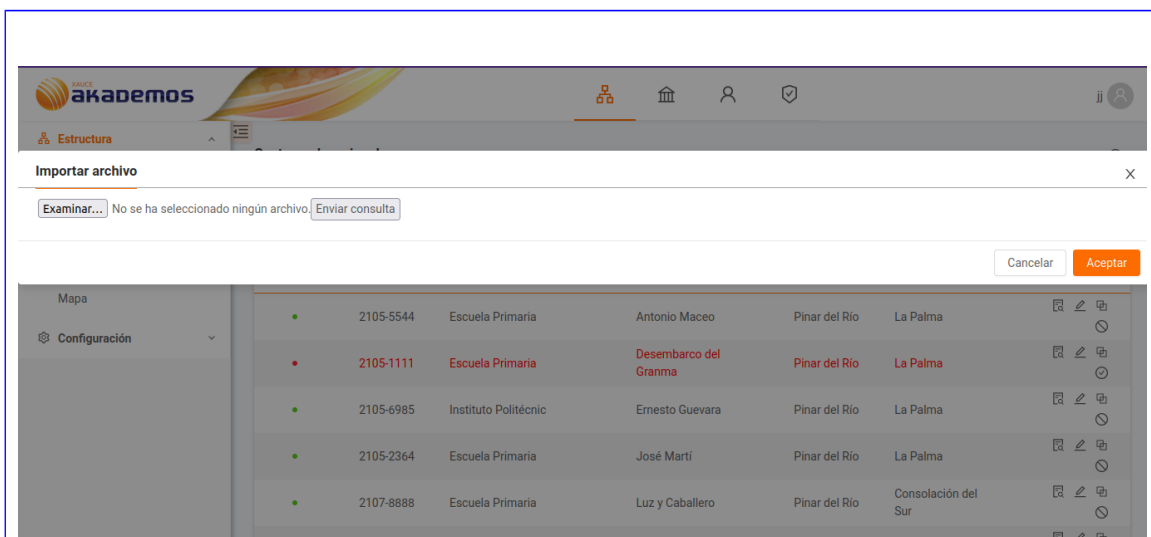 XAUCE
akademos
jj
Estructura
Importar archivo
Examinar... No se ha seleccionado ningún archivo. Enviar consulta
Cancelar Aceptar
Mapa
Configuración
2105-5544 Escuela Primaria Antonio Maceo Pinar del Río La Palma
2105-1111 Escuela Primaria Desembarco del Granma Pinar del Río La Palma
2105-6985 Instituto Politécnic Ernesto Guevara Pinar del Río La Palma
2105-2364 Escuela Primaria José Martí Pinar del Río La Palma
2107-8888 Escuela Primaria Luz y Caballero Pinar del Río Consolación del Sur